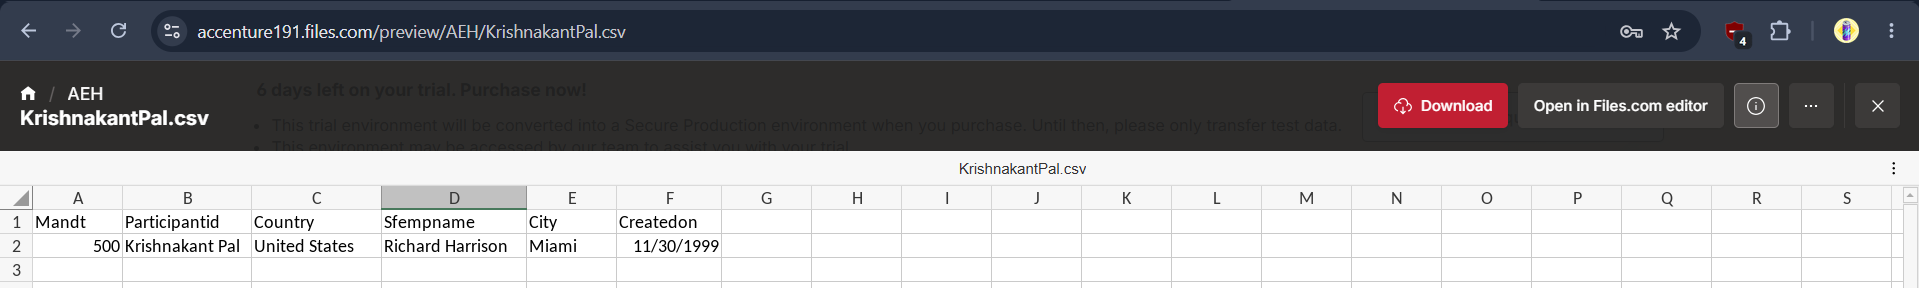 accenture191.files.com/preview/AEH/KrishnakantPal.csv
4
6 days left on your trial. Purchase now!
/ AEH
KrishnakantPal.csv
Download
Open in Files.com editor
This trial environment will be converted into a Secure Production environment when you purchase. Until then, please only transfer test data.
This environment may be accessed by our team to assist you with your trial.
KrishnakantPal.csv
A B C D E F G H I J K L M N O P Q R S
1 Mandt Participantid Country Sfempname City Createdon
2 500 Krishnakant Pal United States Richard Harrison Miami 11/30/1999
3